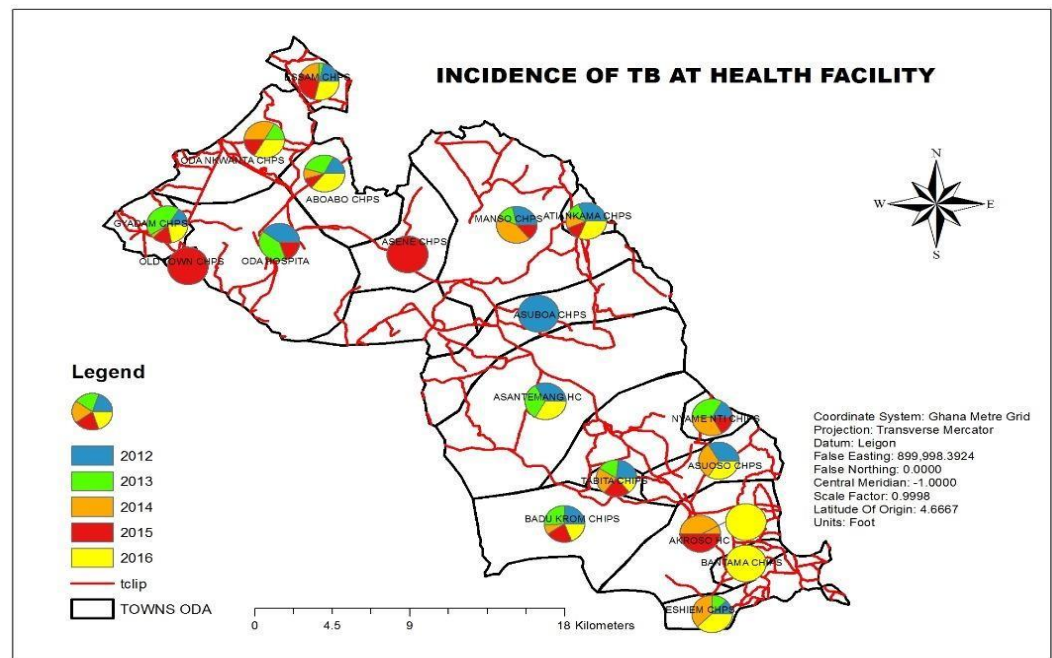 INCIDENCE OF TB AT HEALTH FACILITY
ESSAM CHPS
ODA NKWANTA CHPS
ABOABO CHPS
GYADAM CHPS
OLD TOWN CHPS
ODA HOSPITA
ASENE CHPS
MANSO CHPS
ATIANKAMA CHPS
ASUBOA CHPS
ASANTEMANG HC
NYAME NTI CHIPS
ASUOSO CHPS
TABITA CHIPS
BADU KROM CHIPS
AKROSO HC
BANTAMA CHIPS
ESHIEM CHPS
N
W
E
S
Legend
2012
2013
2014
2015
2016
tclip
TOWNS ODA
0 4.5 9 18 Kilometers
Coordinate System: Ghana Metre Grid
Projection: Transverse Mercator
Datum: Leigon
False Easting: 899,998.3924
False Northing: 0.0000
Central Meridian: -1.0000
Scale Factor: 0.9998
Latitude Of Origin: 4.6667
Units: Foot